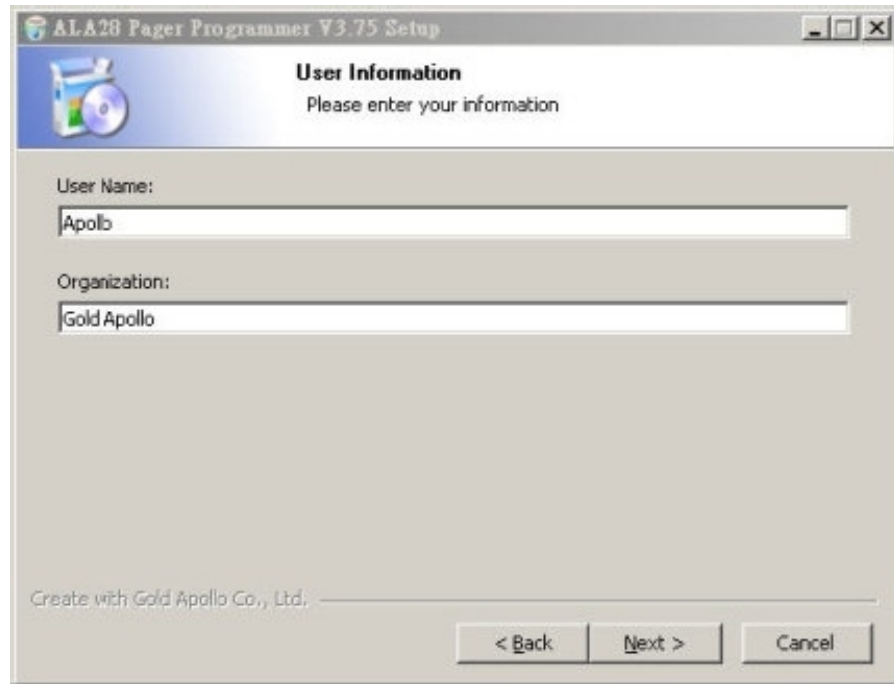 ALA28 Pager Programmer V3.75 Setup
User Information
Please enter your information
User Name:
Apollo
Organization:
Gold Apollo
Create with Gold Apollo Co., Ltd.
< Back
Next >
Cancel